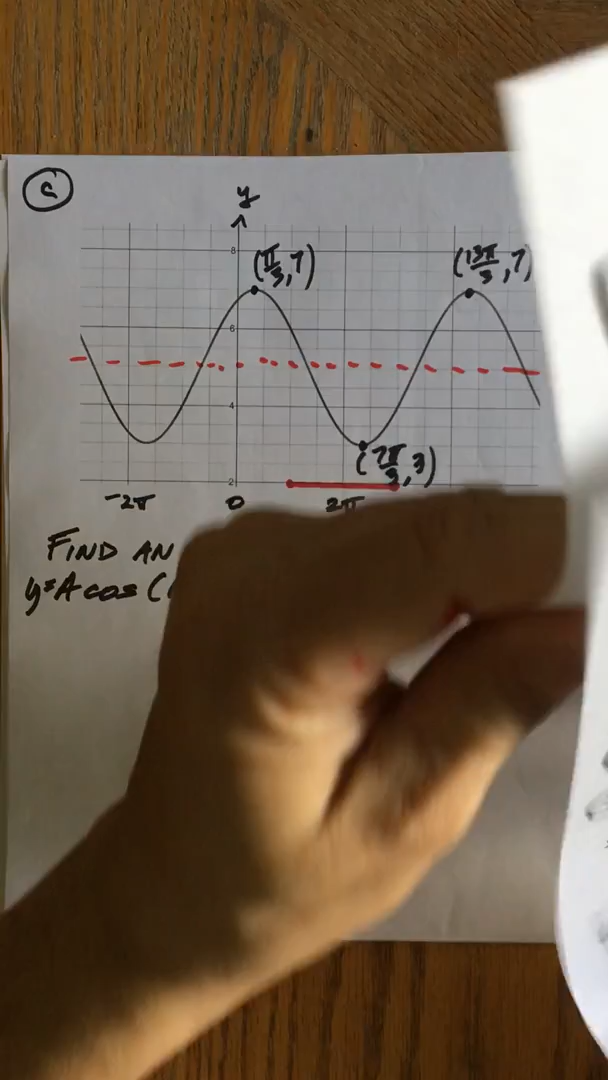 C
y
8
(π/3, 7)
(13π/3, 7)
6
4
(7π/3, 3)
2
-2π 0 2π
FIND AN
y=A cos (